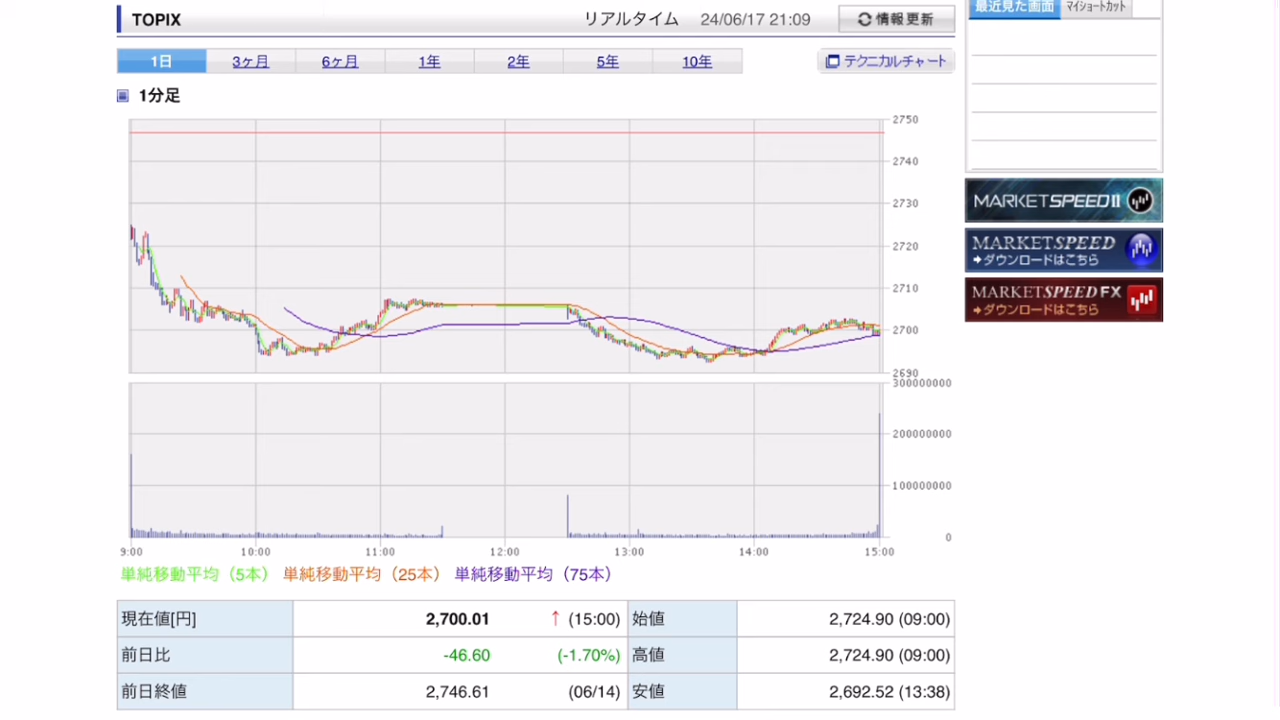 TOPIX
リアルタイム 24/06/17 21:09
情報更新
1日 3ヶ月 6ヶ月 1年 2年 5年 10年
テクニカルチャート
1分足
2750
2740
2730
2720
2710
2700
2690
300000000
200000000
100000000
0
9:00 10:00 11:00 12:00 13:00 14:00 15:00
単純移動平均（5本） 単純移動平均（25本） 単純移動平均（75本）
現在値[円] 2,700.01 ↑ (15:00) 始値 2,724.90 (09:00)
前日比 -46.60 (-1.70%) 高値 2,724.90 (09:00)
前日終値 2,746.61 (06/14) 安値 2,692.52 (13:38)
最近見た画面 マイショートカット
MARKETSPEED II
MARKETSPEED
ダウンロードはこちら
MARKETSPEED FX
ダウンロードはこちら